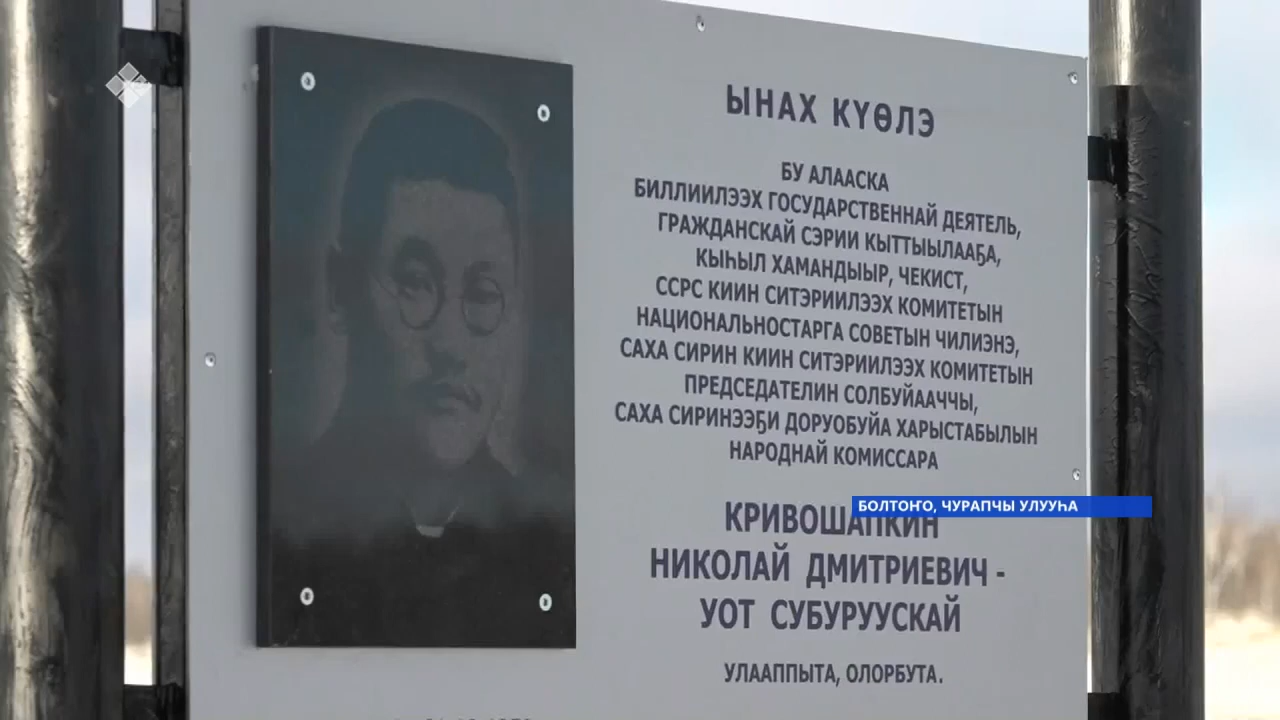 ЫНАХ КҮӨЛЭ
БУ АЛААСКА
БИЛЛИИЛЭЭХ ГОСУДАРСТВЕННАЙ ДЕЯТЕЛЬ,
ГРАЖДАНСКАЙ СЭРИИ КЫТТЫЫЛААҔА,
КЫҺЫЛ ХАМАНДЫЫР, ЧЕКИСТ,
ССРС КИИН СИТЭРИИЛЭЭХ КОМИТЕТЫН
НАЦИОНАЛЬНОСТАРГА СОВЕТЫН ЧИЛИЭНЭ,
САХА СИРИН КИИН СИТЭРИИЛЭЭХ КОМИТЕТЫН
ПРЕДСЕДАТЕЛИН СОЛБУЙААЧЧЫ,
САХА СИРИНЭЭҔИ ДОРУОБУЙА ХАРЫСТАБЫЛЫН
НАРОДНАЙ КОМИССАРА
БОЛТОҤО, ЧУРАПЧЫ УЛУУҺА
КРИВОШАПКИН
НИКОЛАЙ ДМИТРИЕВИЧ -
УОТ СУБУРУУСКАЙ
УЛААППЫТА, ОЛОРБУТА.